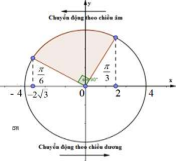 y
Chuyển động theo chiều âm
π/6
π/3
x
-4
-2√3
0
2
4
Chuyển động theo chiều dương